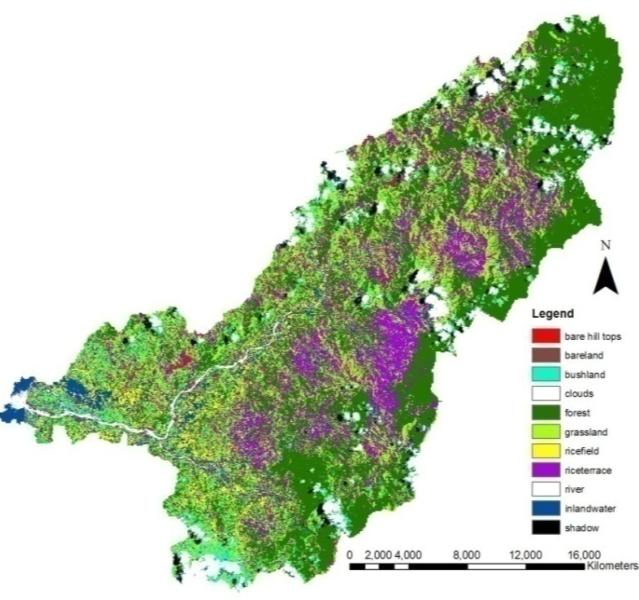 N
Legend
bare hill tops
bareland
bushland
clouds
forest
grassland
ricefield
riceterrace
river
inlandwater
shadow
0 2,000 4,000 8,000 12,000 16,000
Kilometers